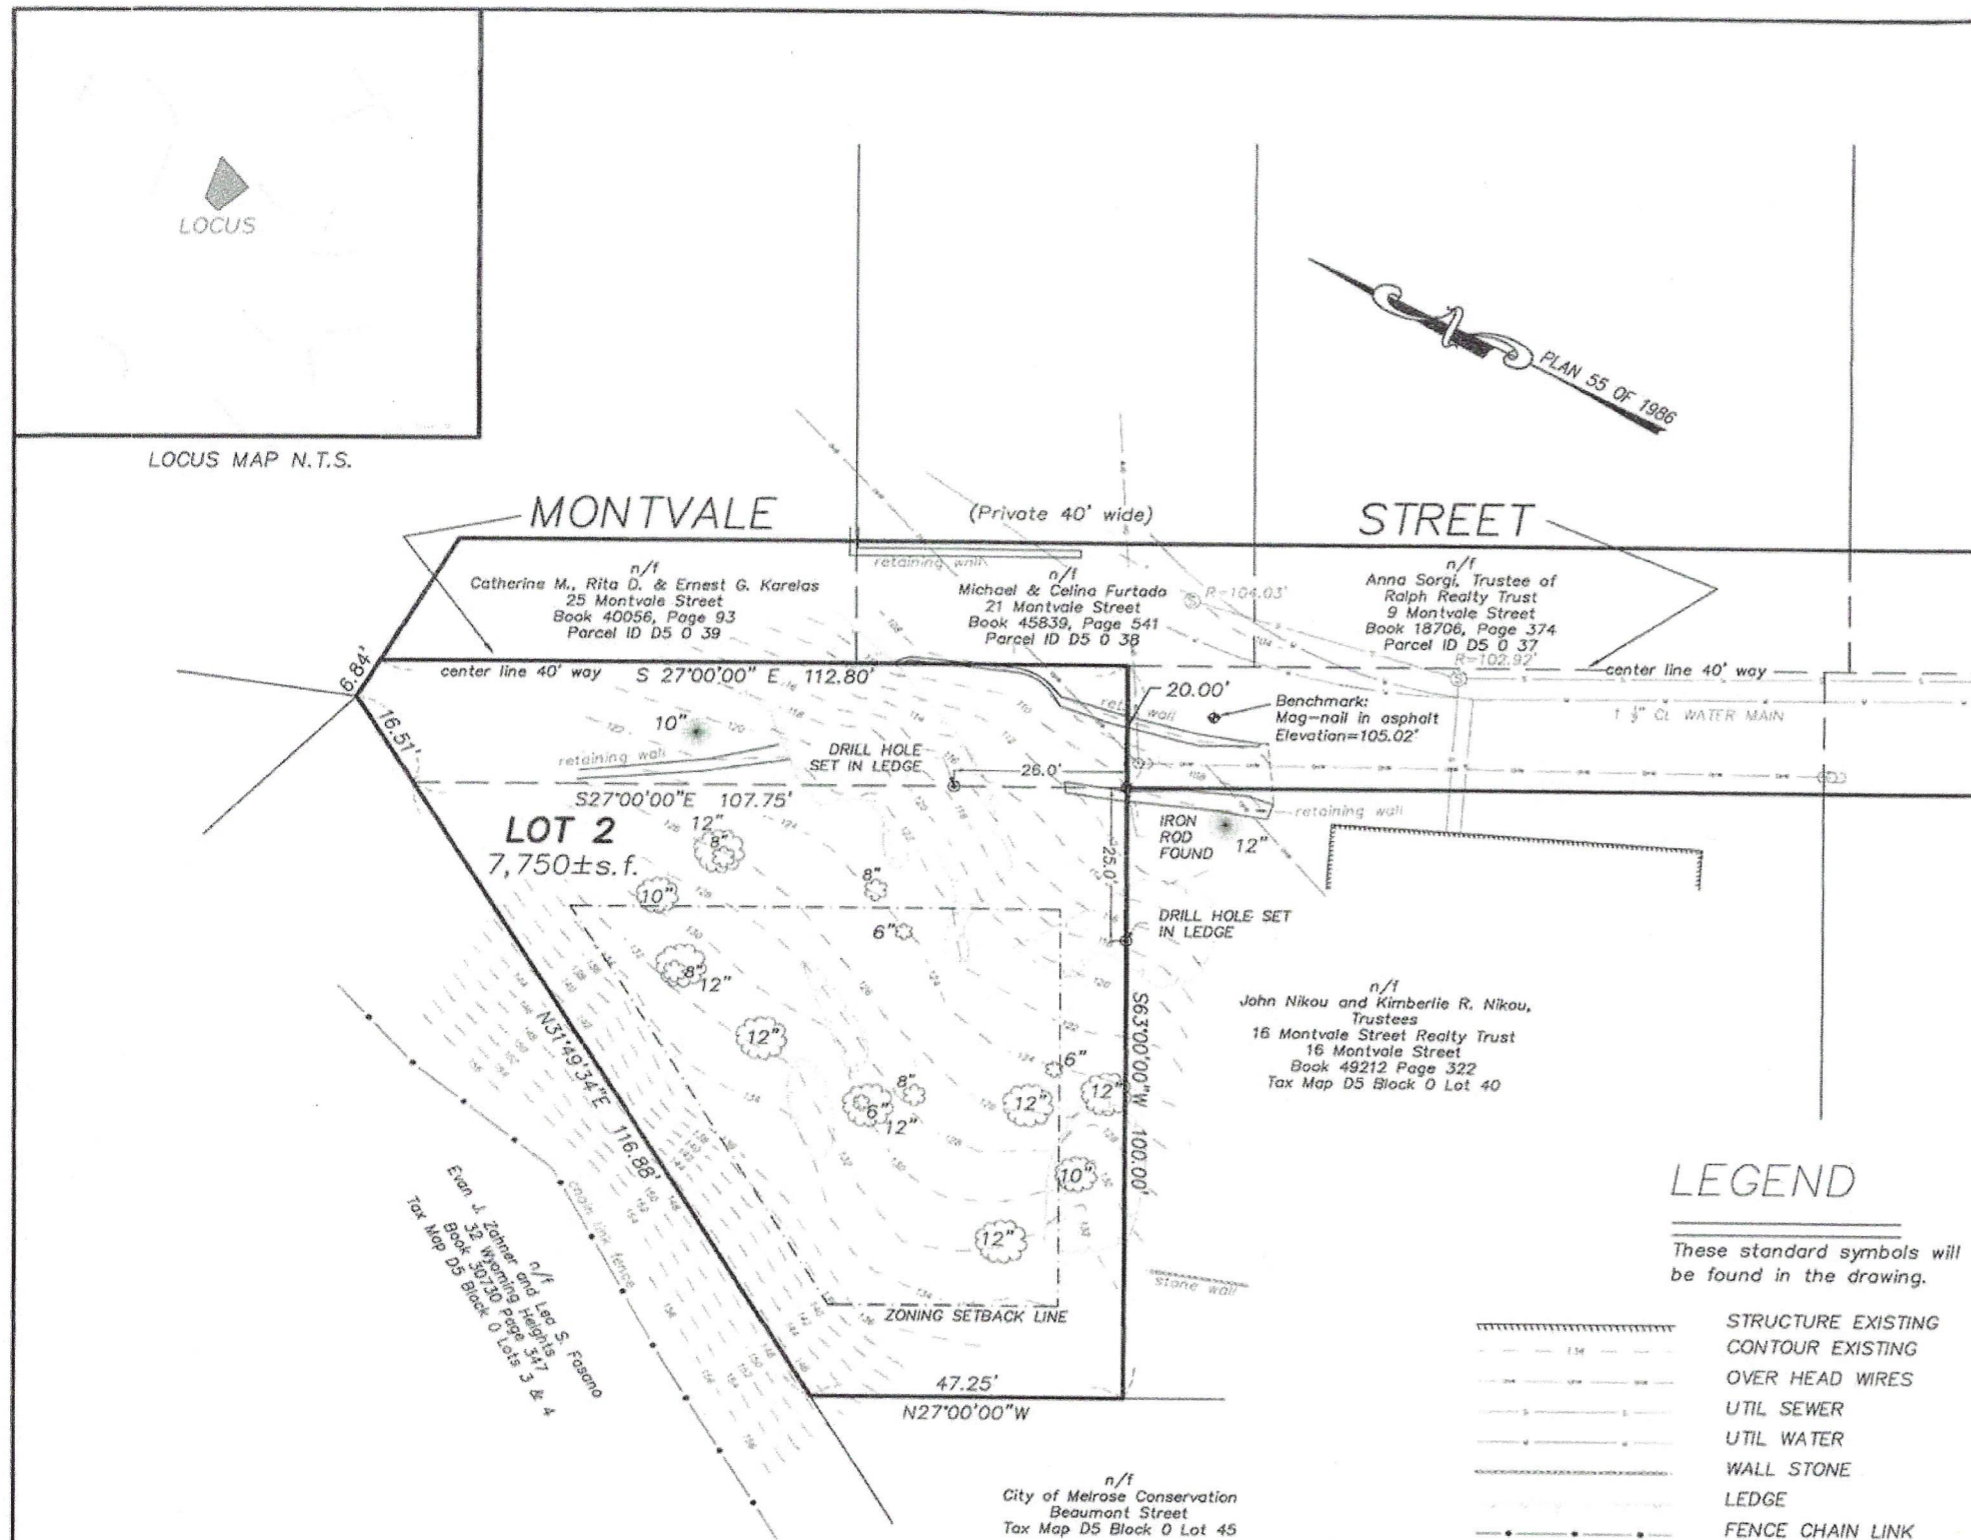 LOCUS
LOCUS MAP N.T.S.
PLAN 55 OF 1986
MONTVALE
(Private 40' wide)
STREET
retaining wall
n/f
Catherine M., Rita D. & Ernest G. Karelas
25 Montvale Street
Book 40056, Page 93
Parcel ID D5 0 39
n/f
Michael & Celina Furtado
21 Montvale Street
Book 45839, Page 541
Parcel ID D5 0 38
R=104.03'
n/f
Anna Sorgi, Trustee of
Ralph Realty Trust
9 Montvale Street
Book 18706, Page 374
Parcel ID D5 0 37
R=102.92'
6.84'
center line 40' way
S 27°00'00" E 112.80'
center line 40' way
16.51'
20.00'
ret wall
Benchmark:
Mag-nail in asphalt
Elevation=105.02'
WATER MAIN
10"
retaining wall
DRILL HOLE
SET IN LEDGE
26.0'
S27°00'00"E 107.75'
retaining wall
LOT 2
7,750±s.f.
12"
8"
10"
8"
6"
8"
12"
12"
8"
6"
12"
6"
12"
12"
10"
12"
IRON
ROD
FOUND
12"
25.0'
DRILL HOLE SET
IN LEDGE
S63°00'00"W 100.00'
n/f
John Nikou and Kimberlie R. Nikou,
Trustees
16 Montvale Street Realty Trust
16 Montvale Street
Book 49212 Page 322
Tax Map D5 Block 0 Lot 40
N31°49'34"E 116.88'
chain link fence
n/f
Evan J. Zahner and Lea S. Fasano
32 Wyoming Heights
Book 30730 Page 347
Tax Map D5 Block 0 Lots 3 & 4
stone wall
ZONING SETBACK LINE
47.25'
N27°00'00"W
n/f
City of Melrose Conservation
Beaumont Street
Tax Map D5 Block 0 Lot 45
LEGEND
These standard symbols will
be found in the drawing.
STRUCTURE EXISTING
CONTOUR EXISTING
OVER HEAD WIRES
UTIL SEWER
UTIL WATER
WALL STONE
LEDGE
FENCE CHAIN LINK